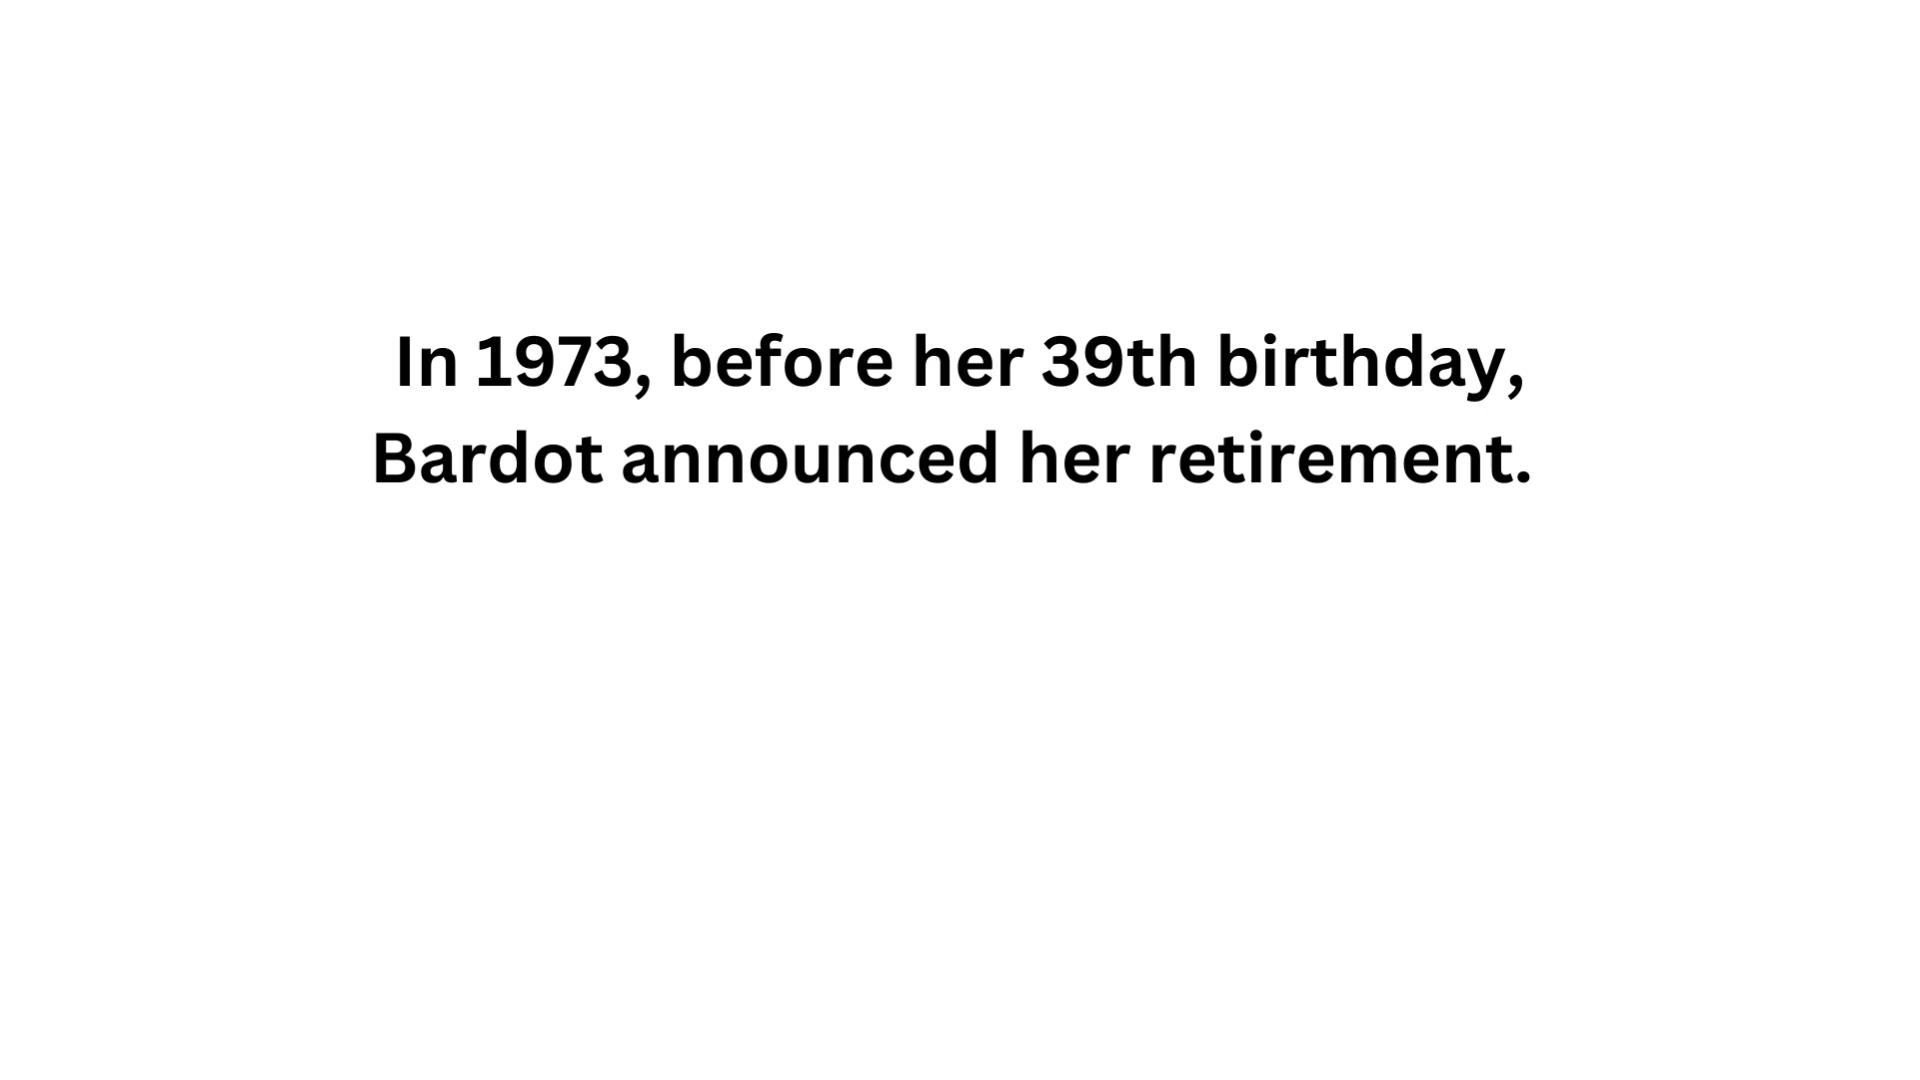 In 1973, before her 39th birthday,
Bardot announced her retirement.